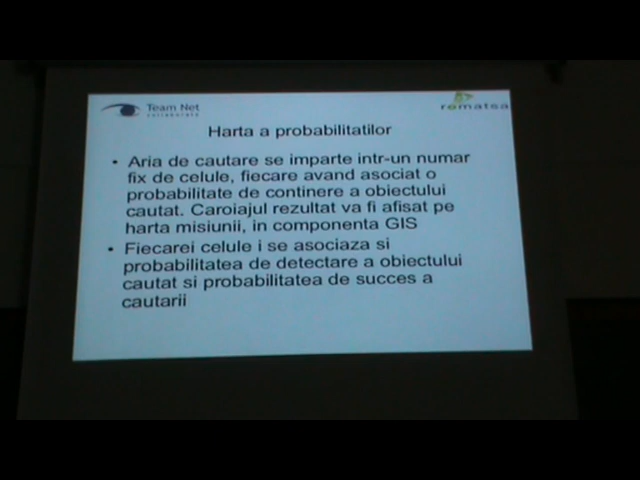 Team Net
romatsa
Harta a probabilitatilor
• Aria de cautare se imparte intr-un numar
fix de celule, fiecare avand asociat o
probabilitate de continere a obiectului
cautat. Caroiajul rezultat va fi afisat pe
harta misiunii, in componenta GIS
• Fiecarei celule i se asociaza si
probabilitatea de detectare a obiectului
cautat si probabilitatea de succes a
cautarii